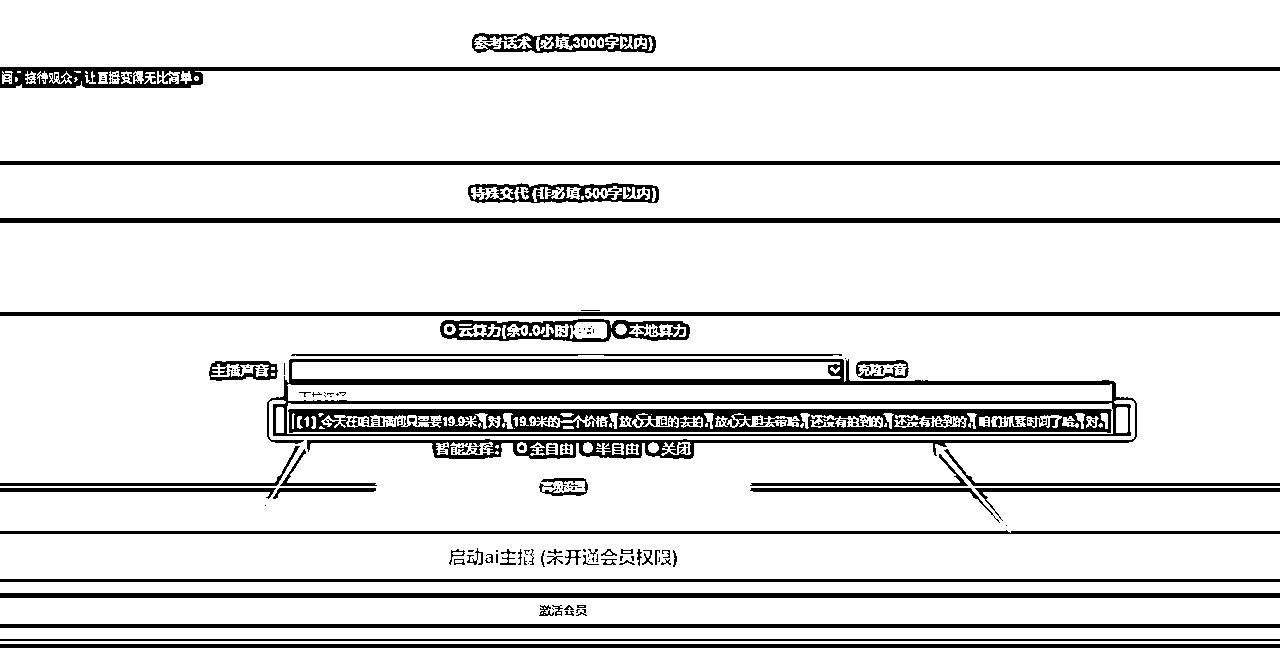 参考话术 (必填,3000字以内)
间，接待观众，让直播变得无比简单。
特殊交代 (非必填,500字以内)
云算力(余0.0小时) 本地算力
主播声音: 克隆声音
[1]今天在咱直播间只需要19.9米,对,19.9米的一个价格,放心大胆的去拍,放心大胆去带哈,还没有拍到的,还没有抢到的,咱们抓紧时间了哈,对,
智能发挥: 全自由 半自由 关闭
高级设置
启动ai主播 (未开通会员权限)
激活会员